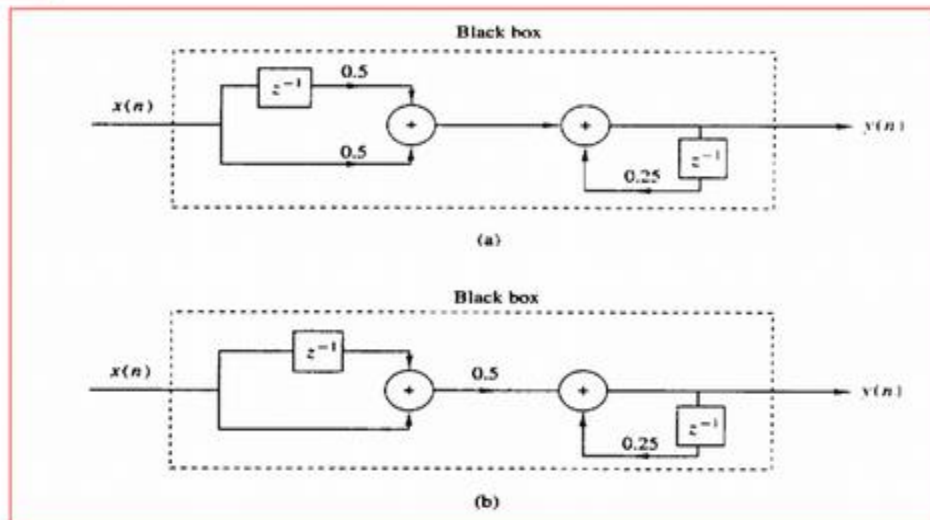 Black box
0.5
z⁻¹
x(n)
+
+
y(n)
z⁻¹
0.5
0.25
(a)
Black box
z⁻¹
x(n)
0.5
+
+
y(n)
z⁻¹
0.25
(b)